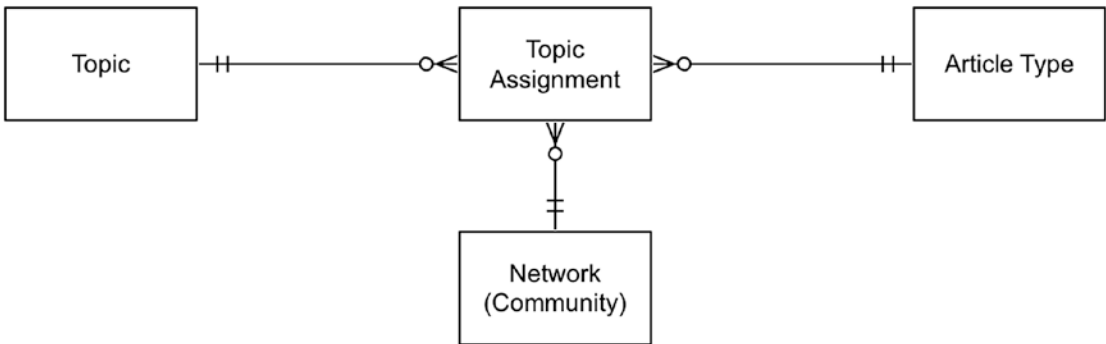 Topic
Topic
Assignment
Article Type
Network
(Community)